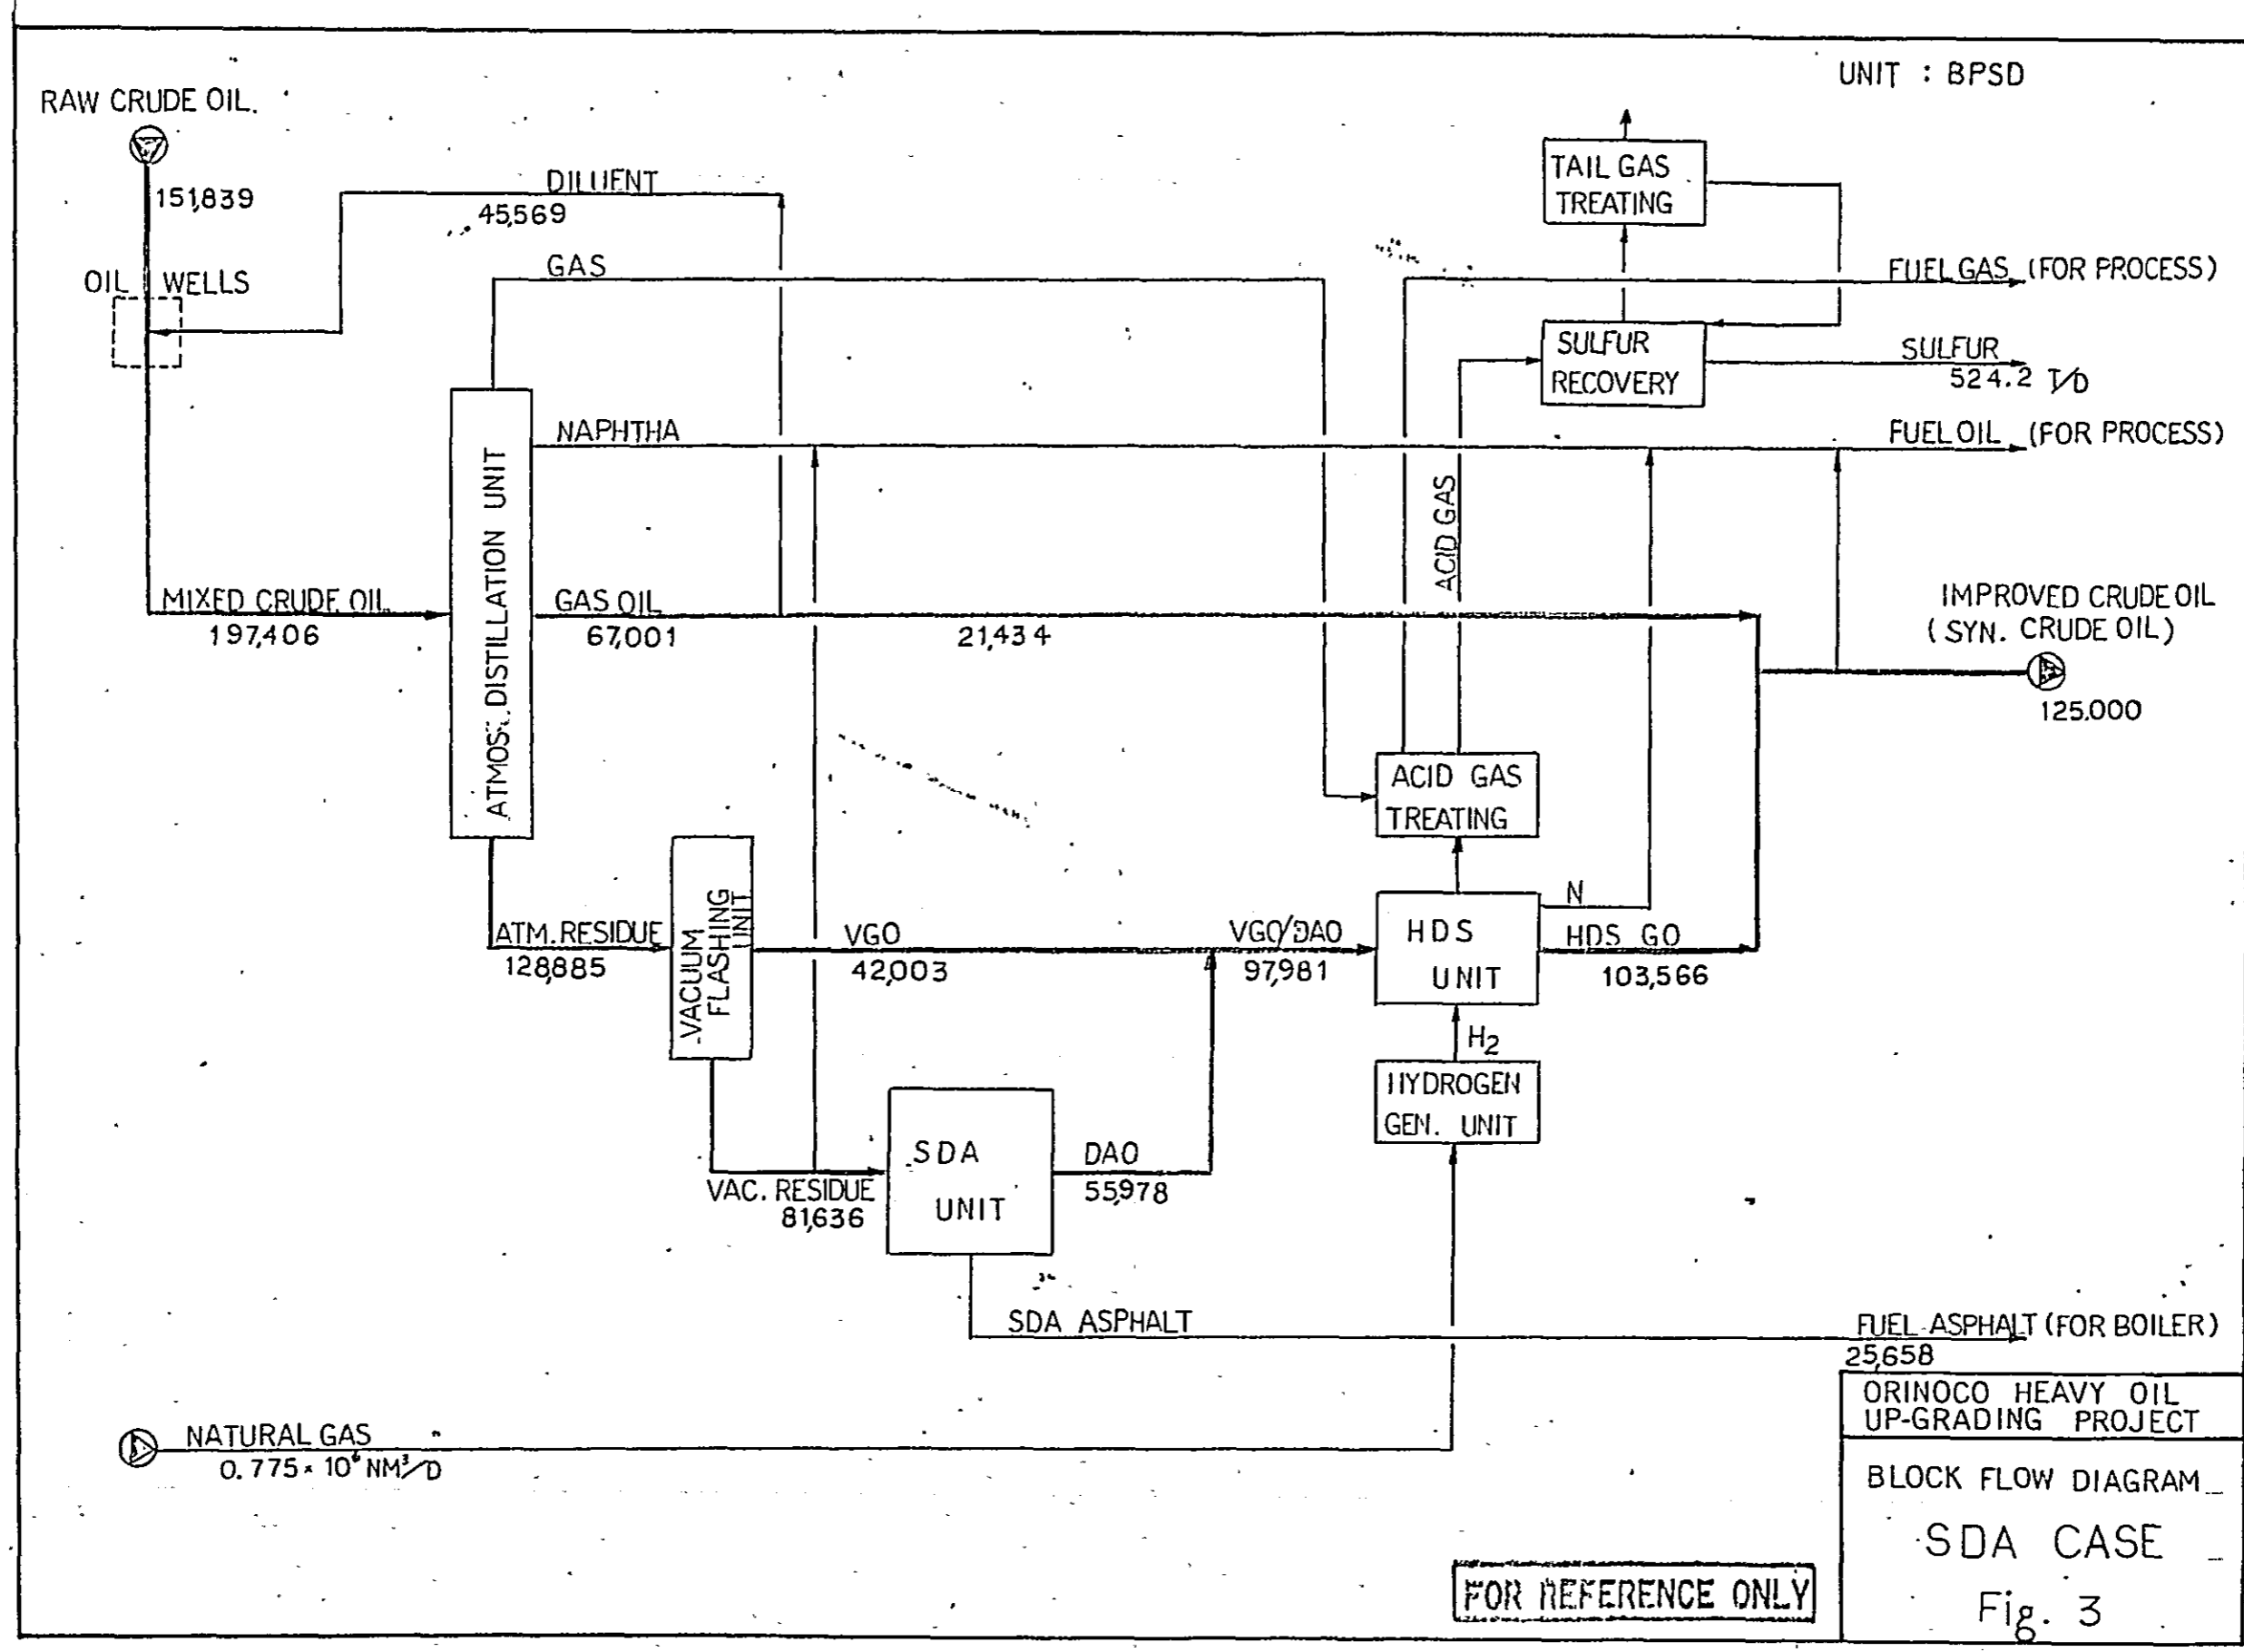 UNIT : BPSD
RAW CRUDE OIL.
151,839
DILUENT
45,569
TAIL GAS
TREATING
OIL WELLS
GAS
FUEL GAS (FOR PROCESS)
SULFUR
RECOVERY
SULFUR
524.2 T/D
NAPHTHA
FUEL OIL (FOR PROCESS)
ATMOS. DISTILLATION UNIT
ACID GAS
MIXED CRUDE OIL
197,406
GAS OIL
67,001
21,434
IMPROVED CRUDE OIL
(SYN. CRUDE OIL)
125.000
ACID GAS
TREATING
ATM. RESIDUE
128,885
VACUUM
FLASHING
UNIT
VGO
42,003
VGO/DAO
97,981
HDS
UNIT
N
HDS GO
103,566
H2
HYDROGEN
GEN. UNIT
SDA
UNIT
DAO
55,978
VAC. RESIDUE
81,636
SDA ASPHALT
FUEL ASPHALT (FOR BOILER)
25,658
NATURAL GAS
0.775 × 10⁶ NM³/D
ORINOCO HEAVY OIL
UP-GRADING PROJECT
BLOCK FLOW DIAGRAM
SDA CASE
Fig. 3
FOR REFERENCE ONLY